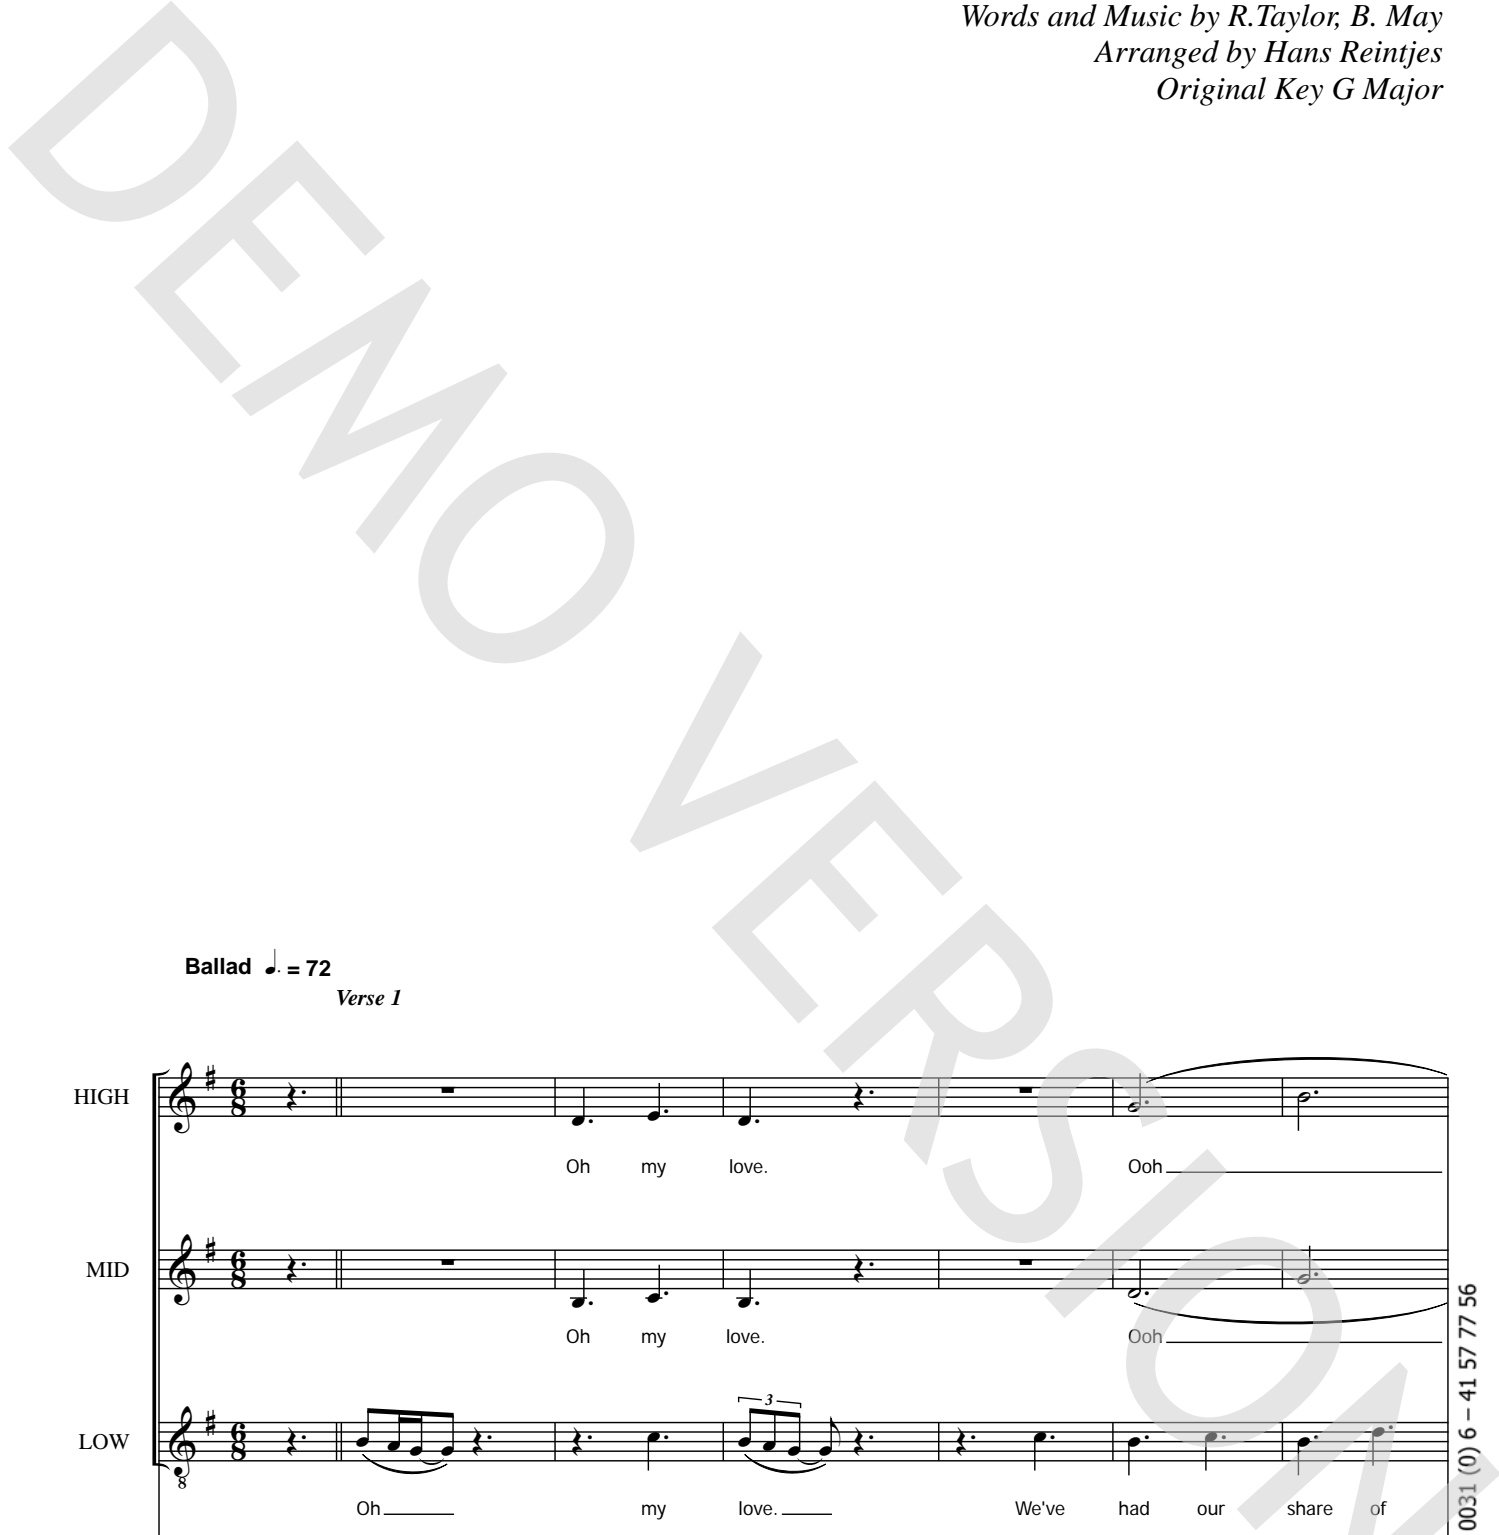 Words and Music by R.Taylor, B. May
Arranged by Hans Reintjes
Original Key G Major
DEMO VERSION
Ballad ♩. = 72
Verse 1
HIGH
6
8
Oh my love. Ooh
MID
6
8
Oh my love. Ooh
3
LOW
6
8
8
Oh my love. We've had our share of
0031 (0) 6 – 41 57 77 56